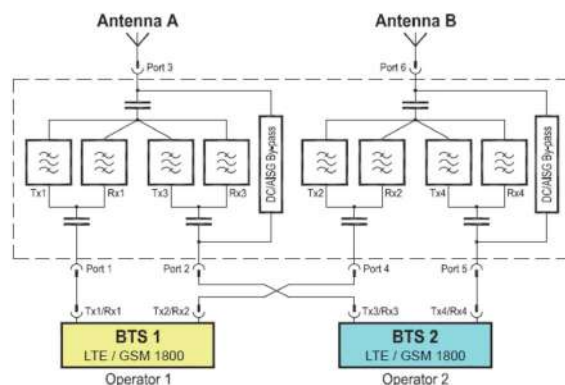 Antenna A Antenna B
Port 3 Port 6
DC/AISG By-pass DC/AISG By-pass
Tx1 Rx1 Tx3 Rx3 Tx2 Rx2 Tx4 Rx4
Port 1 Port 2 Port 4 Port 5
Tx1/Rx1 Tx2/Rx2 Tx3/Rx3 Tx4/Rx4
BTS 1 BTS 2
LTE / GSM 1800 LTE / GSM 1800
Operator 1 Operator 2